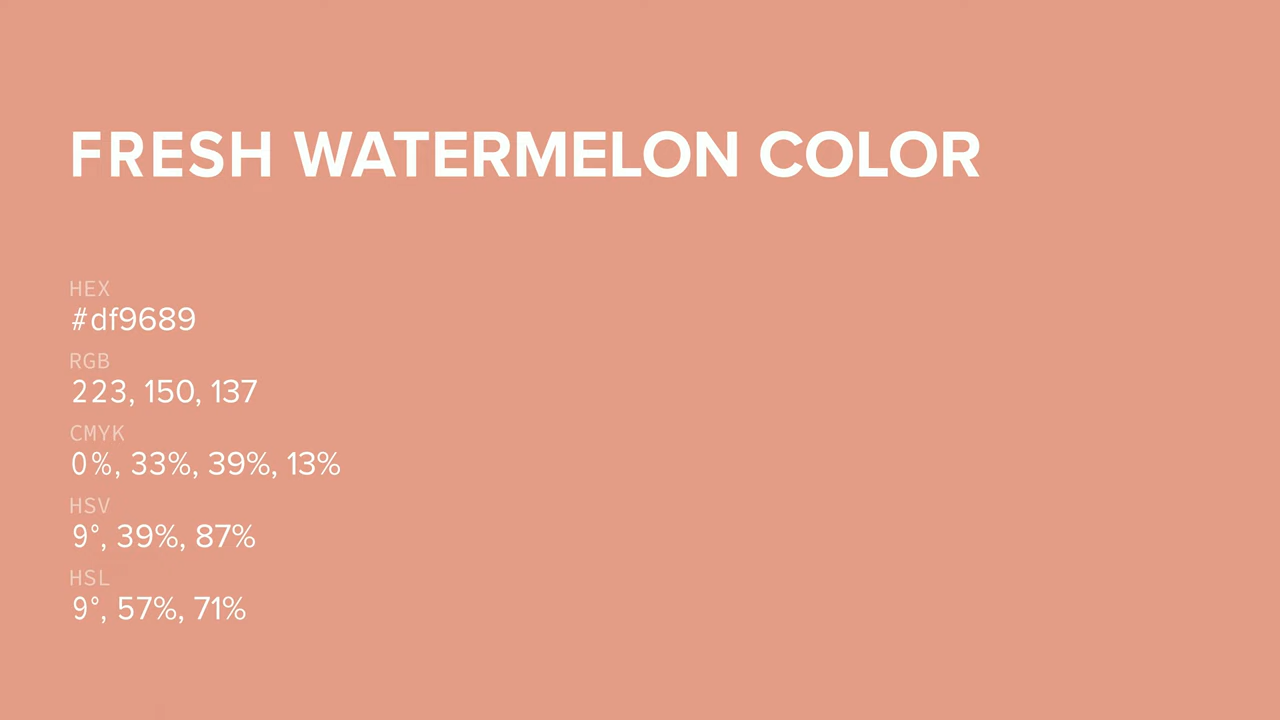 FRESH WATERMELON COLOR
HEX
#df9689
RGB
223, 150, 137
CMYK
0%, 33%, 39%, 13%
HSV
9°, 39%, 87%
HSL
9°, 57%, 71%